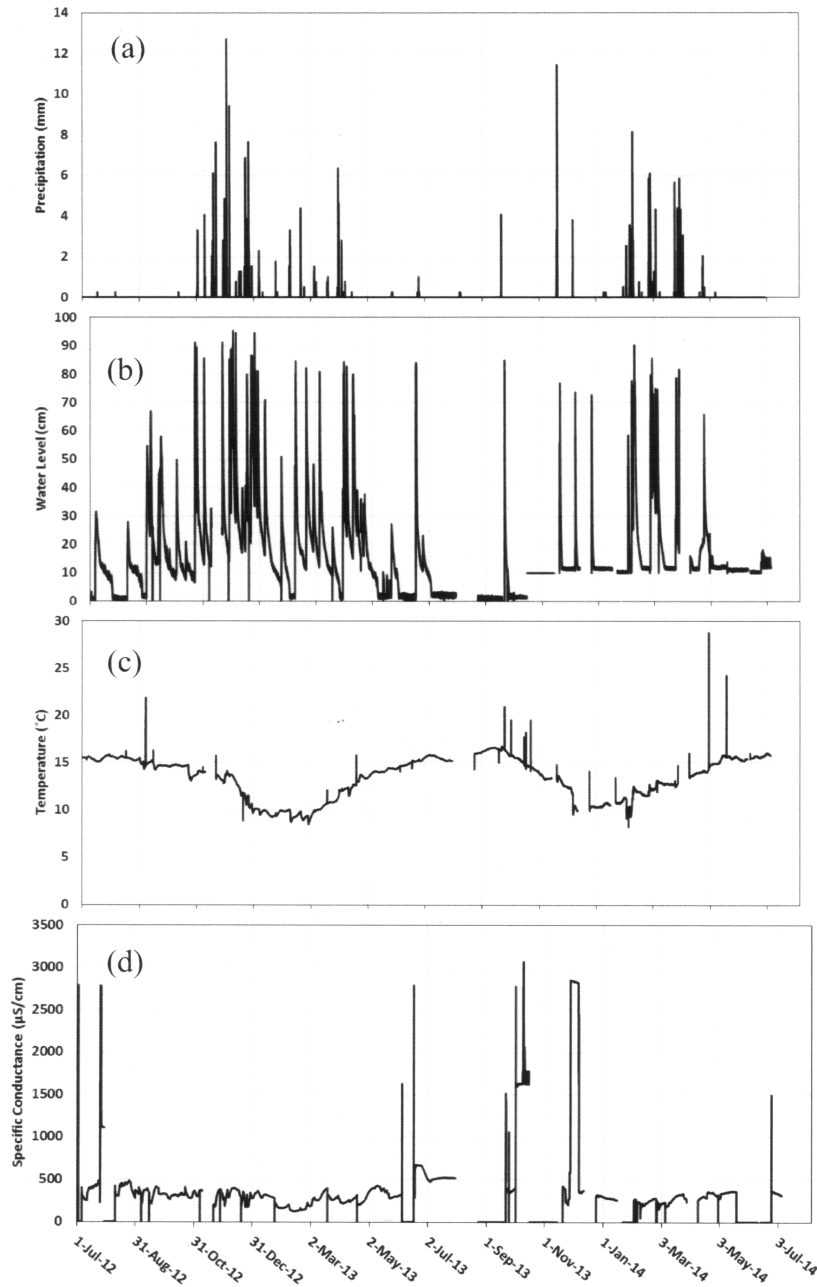 (a)
Precipitation (mm)
14
12
10
8
6
4
2
0
(b)
Water Level (cm)
100
90
80
70
60
50
40
30
20
10
0
(c)
Temperature (°C)
30
25
20
15
10
5
0
(d)
Specific Conductance (µS/cm)
3500
3000
2500
2000
1500
1000
500
0
1-Jul-12
31-Aug-12
31-Oct-12
31-Dec-12
2-Mar-13
2-May-13
2-Jul-13
1-Sep-13
1-Nov-13
1-Jan-14
3-Mar-14
3-May-14
3-Jul-14